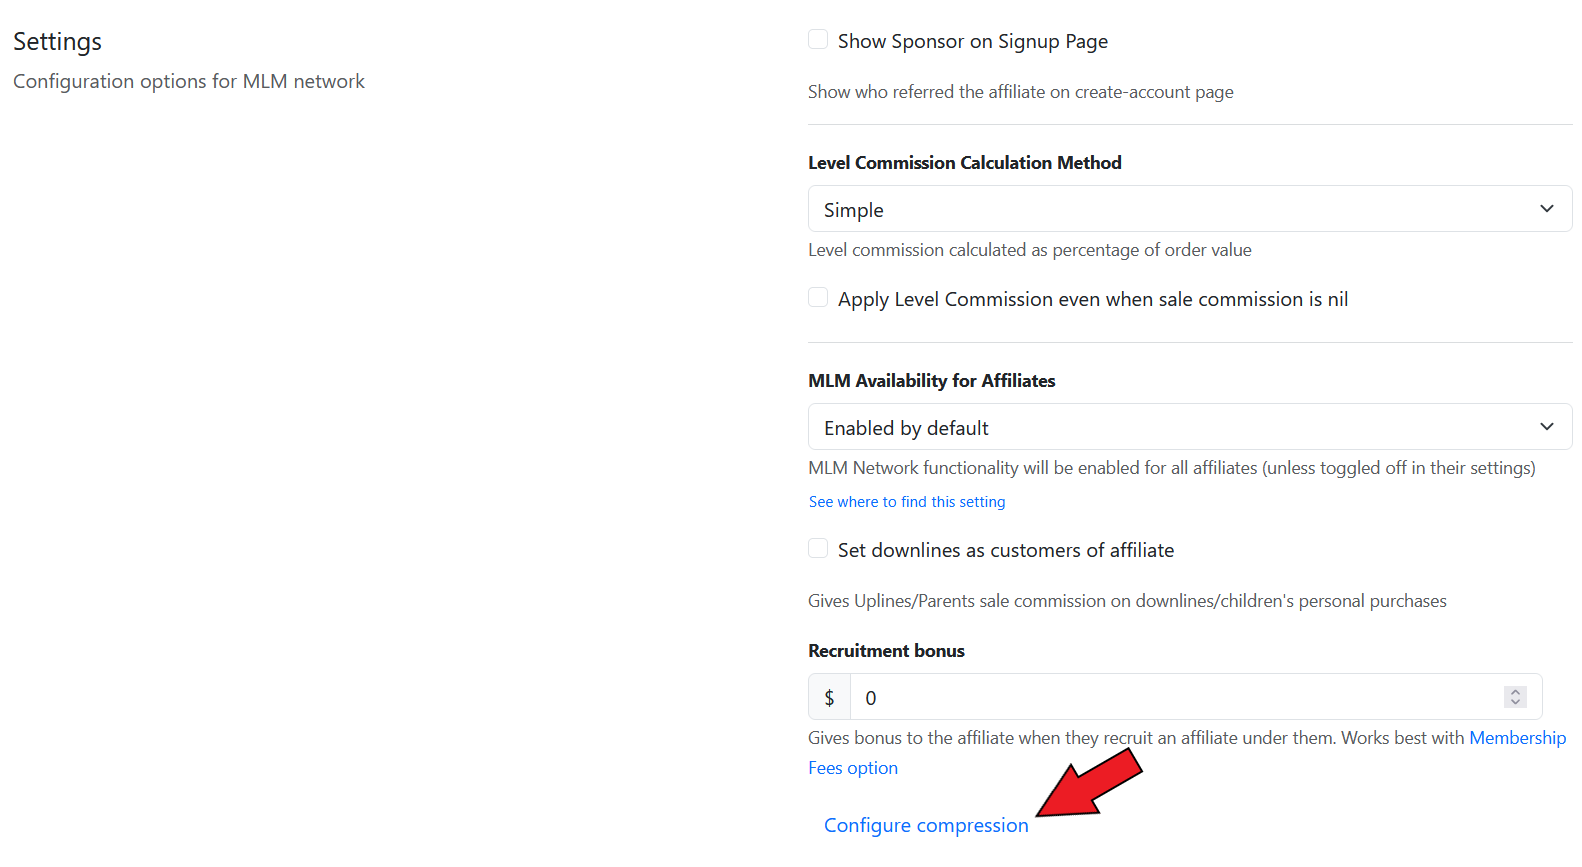 Settings
Configuration options for MLM network
Show Sponsor on Signup Page
Show who referred the affiliate on create-account page
Level Commission Calculation Method
Simple
Level commission calculated as percentage of order value
Apply Level Commission even when sale commission is nil
MLM Availability for Affiliates
Enabled by default
MLM Network functionality will be enabled for all affiliates (unless toggled off in their settings)
See where to find this setting
Set downlines as customers of affiliate
Gives Uplines/Parents sale commission on downlines/children's personal purchases
Recruitment bonus
$ 0
Gives bonus to the affiliate when they recruit an affiliate under them. Works best with Membership
Fees option
Configure compression